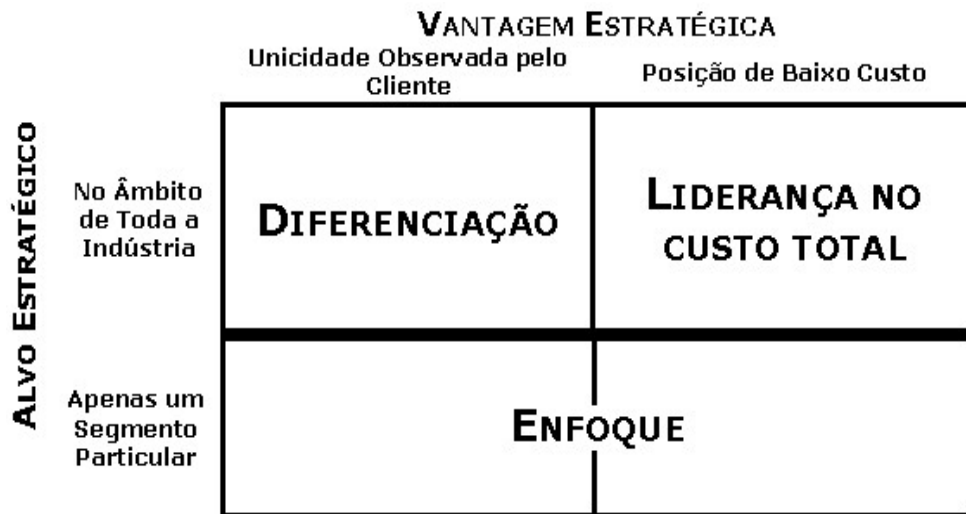 VANTAGEM ESTRATÉGICA
Unicidade Observada pelo
Cliente
Posição de Baixo Custo
ALVO ESTRATÉGICO
No Âmbito
de Toda a
Indústria
DIFERENCIAÇÃO
LIDERANÇA NO
CUSTO TOTAL
Apenas um
Segmento
Particular
ENFOQUE